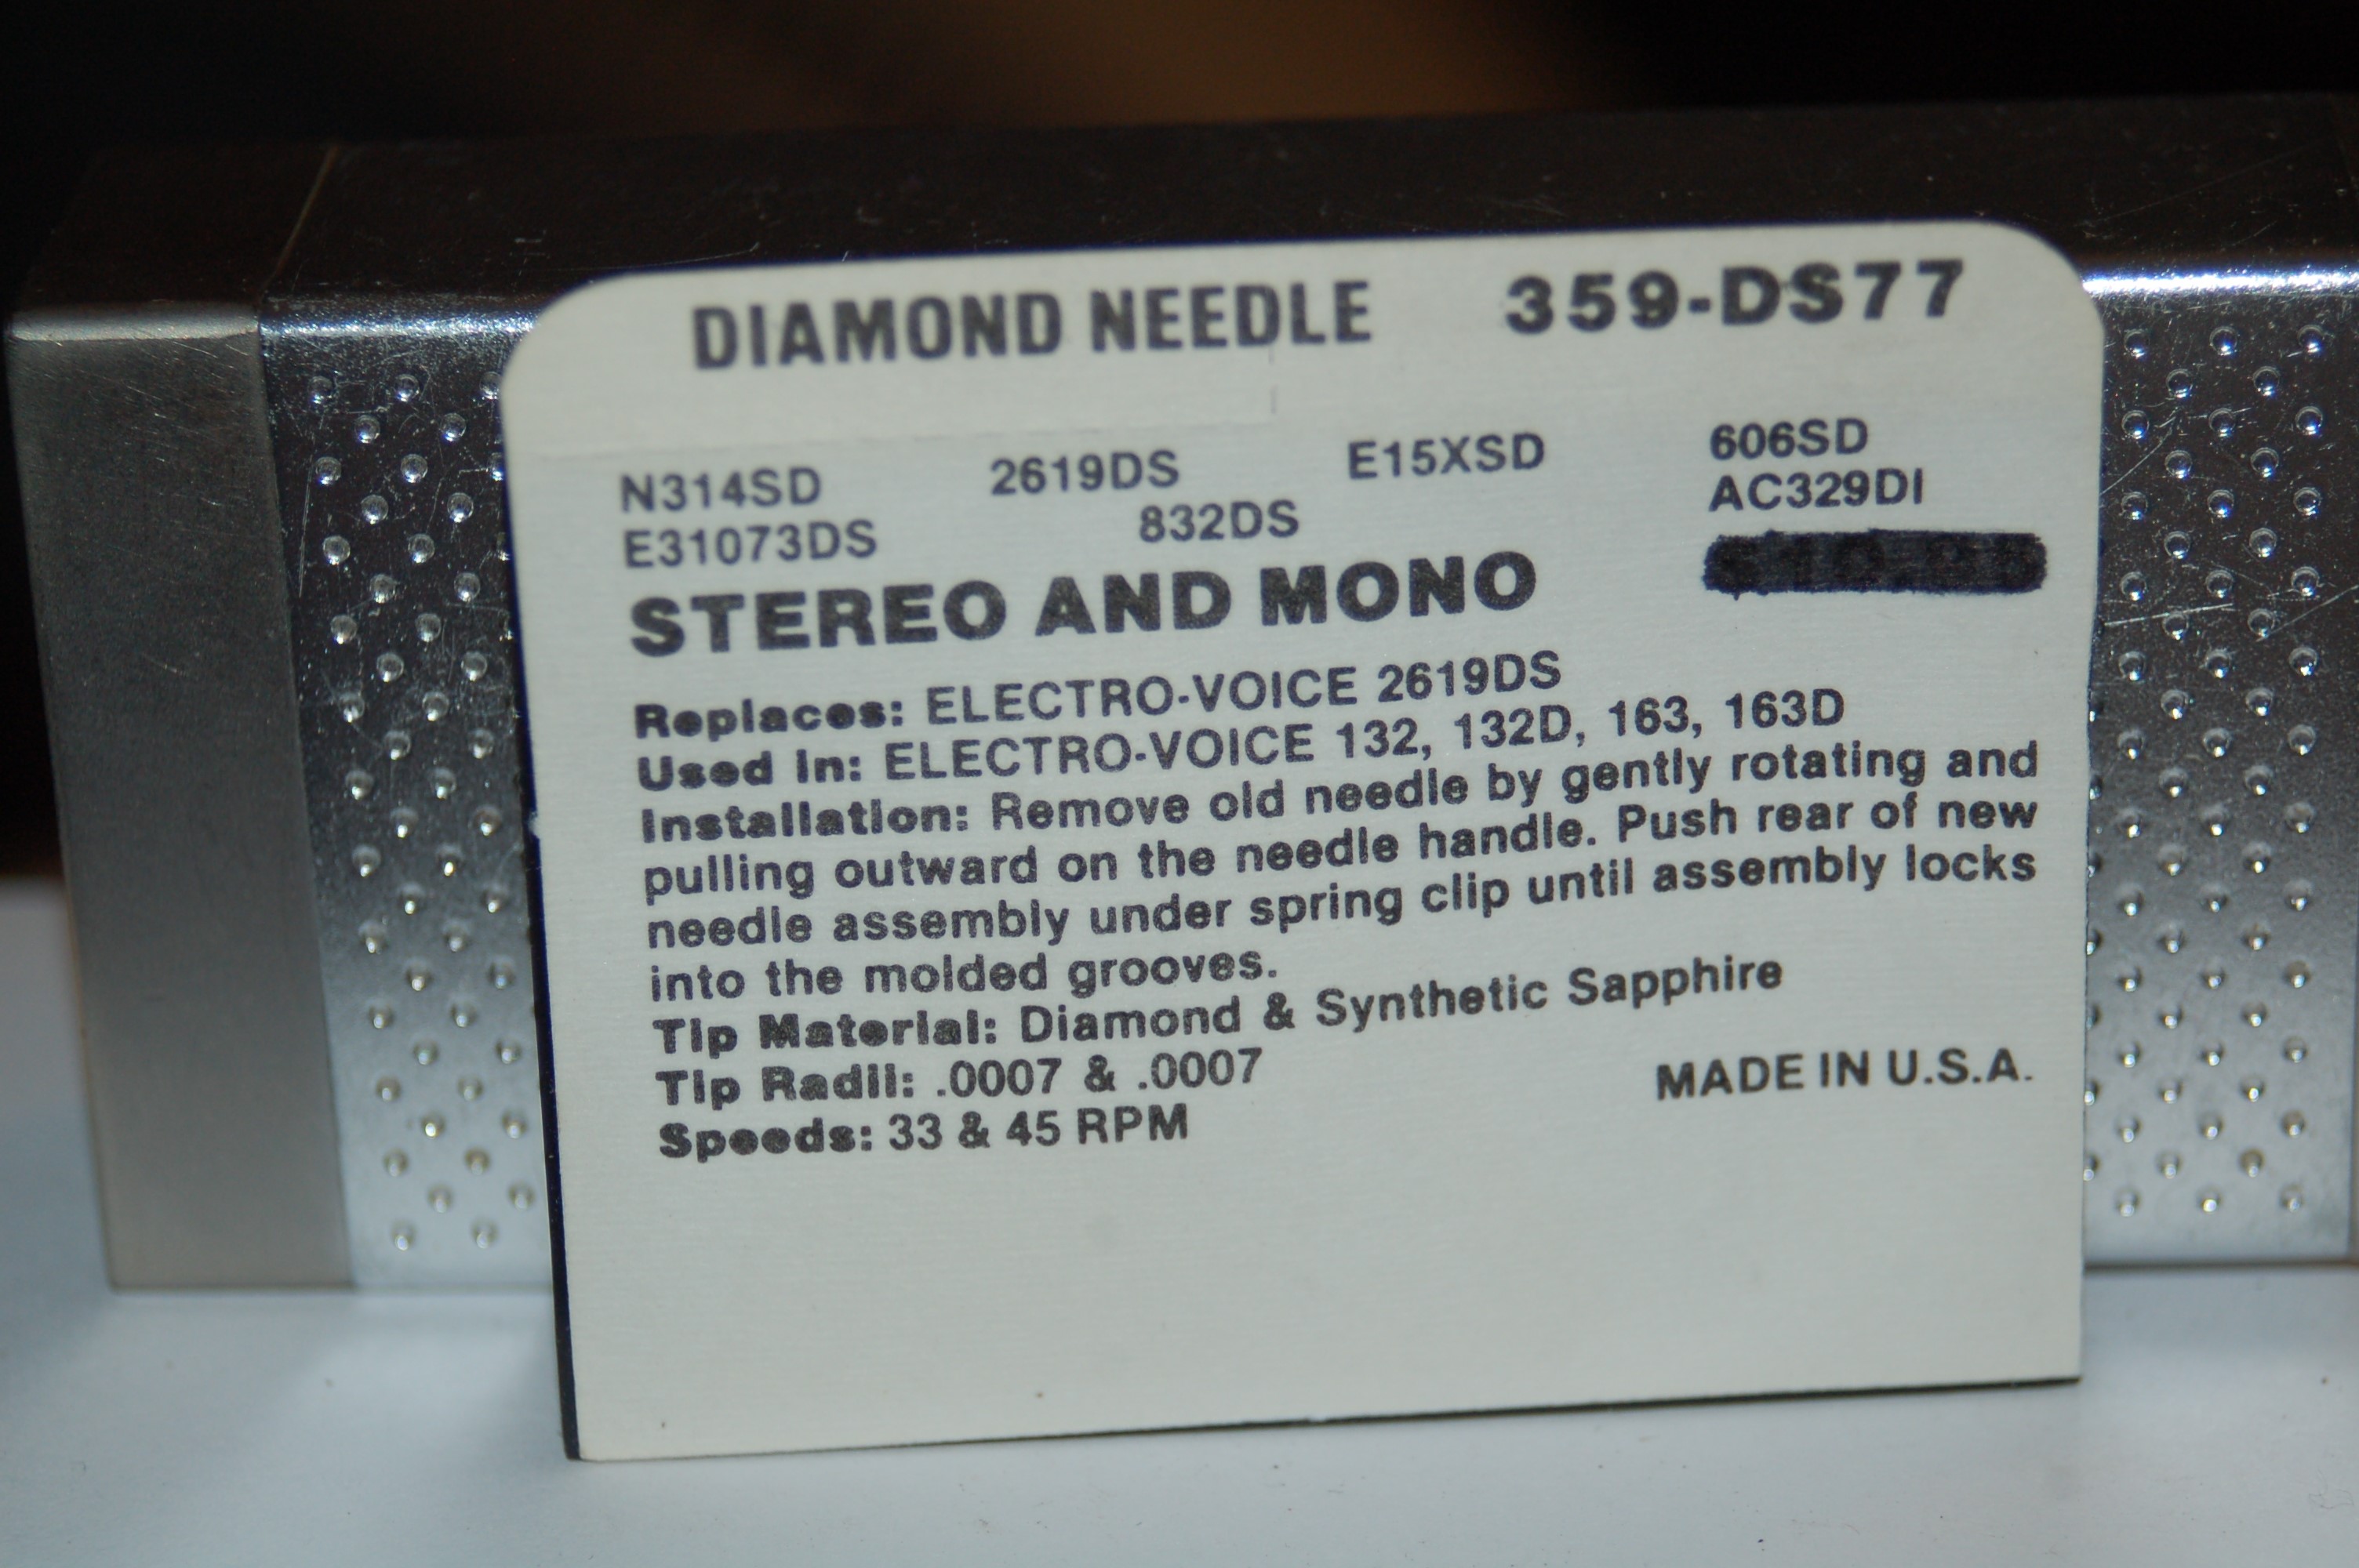 DIAMOND NEEDLE 359-DS77
N314SD 2619DS E15XSD 606SD
E31073DS 832DS AC329DI
STEREO AND MONO
Replaces: ELECTRO-VOICE 2619DS
Used In: ELECTRO-VOICE 132, 132D, 163, 163D
Installation: Remove old needle by gently rotating and
pulling outward on the needle handle. Push rear of new
needle assembly under spring clip until assembly locks
into the molded grooves.
Tip Material: Diamond & Synthetic Sapphire
Tip Radii: .0007 & .0007
MADE IN U.S.A.
Speeds: 33 & 45 RPM